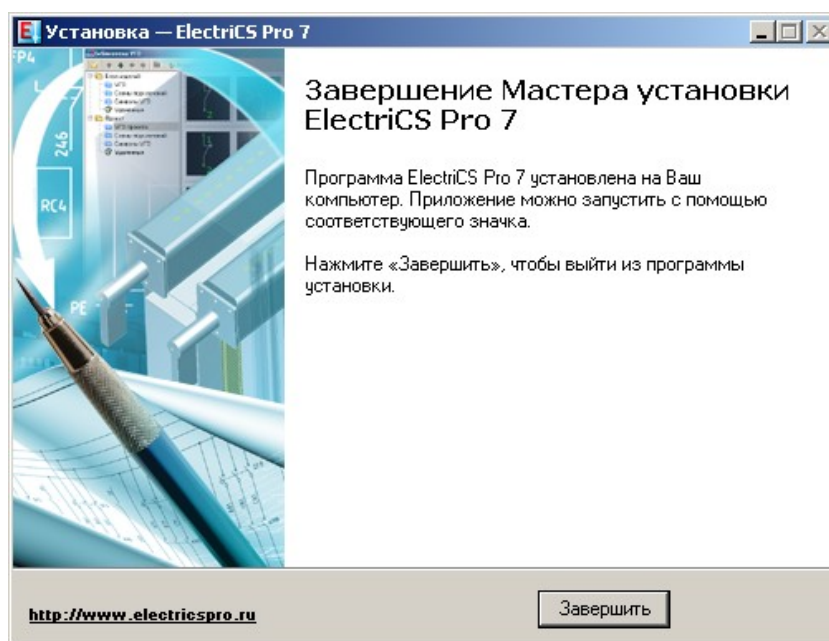 Установка — ElectriCS Pro 7
FP4
246
RC4
PE
Завершение Мастера установки
ElectriCS Pro 7
Программа ElectriCS Pro 7 установлена на Ваш
компьютер. Приложение можно запустить с помощью
соответствующего значка.
Нажмите «Завершить», чтобы выйти из программы
установки.
http://www.electricspro.ru
Завершить